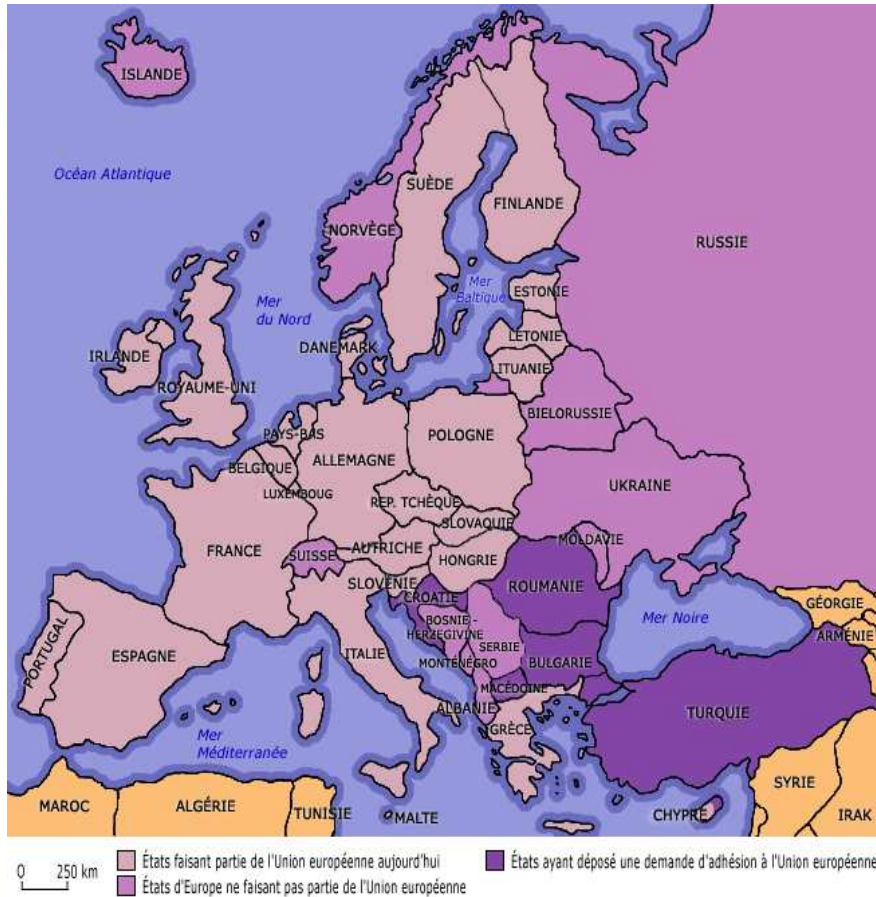 ISLANDE
Océan Atlantique
SUÈDE
FINLANDE
NORVÈGE
RUSSIE
Mer
Baltique
ESTONIE
Mer
du Nord
LETONIE
DANEMARK
IRLANDE
LITUANIE
ROYAUME-UNI
BIELORUSSIE
PAYS-BAS
POLOGNE
ALLEMAGNE
BELGIQUE
UKRAINE
LUXEMBOUG
REP. TCHÈQUE
SLOVAQUIE
MOLDAVIE
FRANCE
SUISSE
AUTRICHE
HONGRIE
SLOVÉNIE
ROUMANIE
CROATIE
GÉORGIE
BOSNIE -
HERZEGIVINE
Mer Noire
ARMÉNIE
PORTUGAL
ESPAGNE
ITALIE
SERBIE
MONTÉNÉGRO
BULGARIE
MACÉDOINE
ALBANIE
TURQUIE
GRÈCE
Mer
Méditerranée
SYRIE
MAROC
ALGÉRIE
TUNISIE
MALTE
CHYPRE
IRAK
0 250 km
États faisant partie de l'Union européenne aujourd'hui
États d'Europe ne faisant pas partie de l'Union européenne
États ayant déposé une demande d'adhésion à l'Union européenne